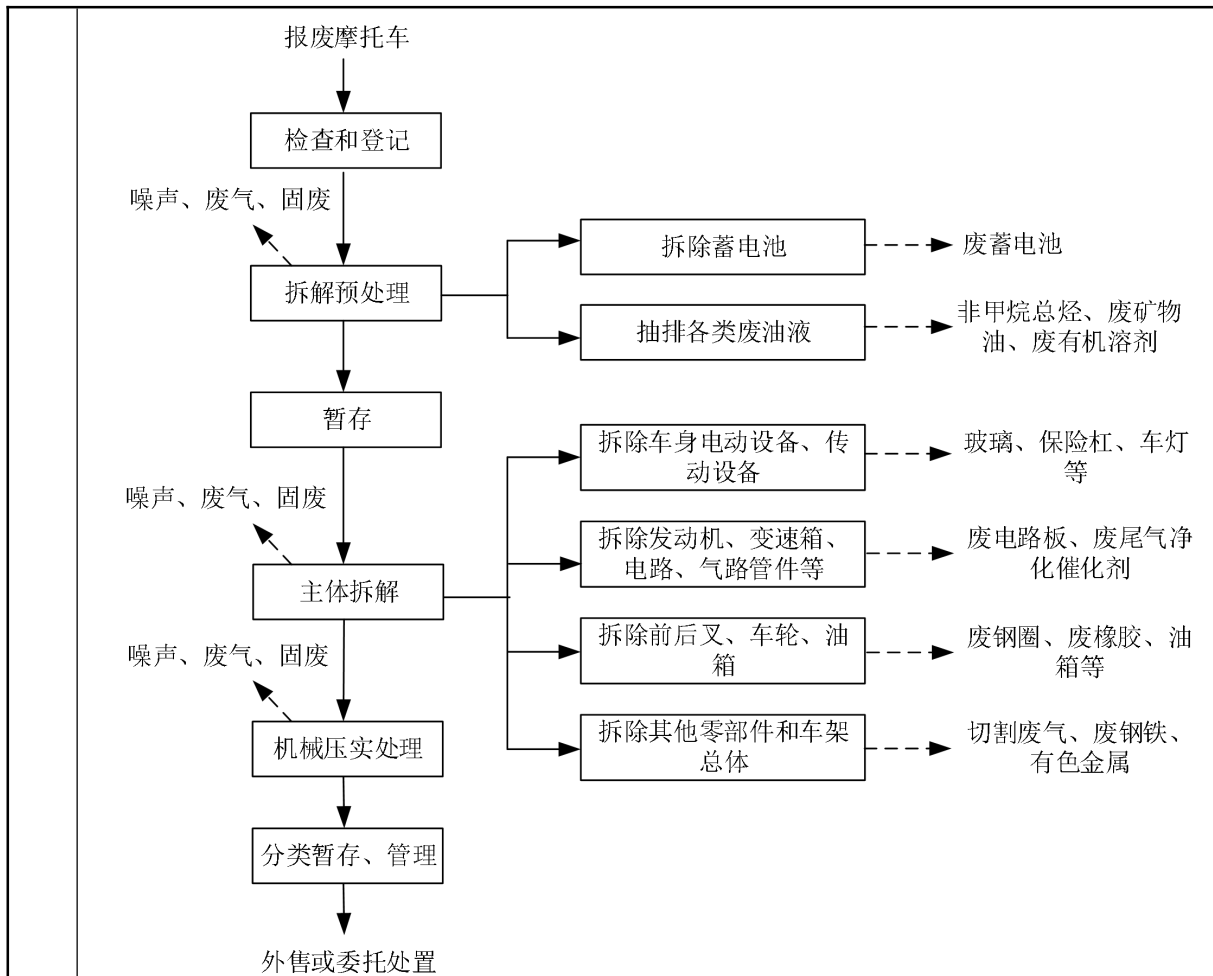 报废摩托车
检查和登记
噪声、废气、固废
拆解预处理
拆除蓄电池
废蓄电池
抽排各类废油液
非甲烷总烃、废矿物
油、废有机溶剂
暂存
噪声、废气、固废
主体拆解
拆除车身电动设备、传
动设备
玻璃、保险杠、车灯
等
拆除发动机、变速箱、
电路、气路管件等
废电路板、废尾气净
化催化剂
拆除前后叉、车轮、油
箱
废钢圈、废橡胶、油
箱等
拆除其他零部件和车架
总体
切割废气、废钢铁、
有色金属
噪声、废气、固废
机械压实处理
分类暂存、管理
外售或委托处置